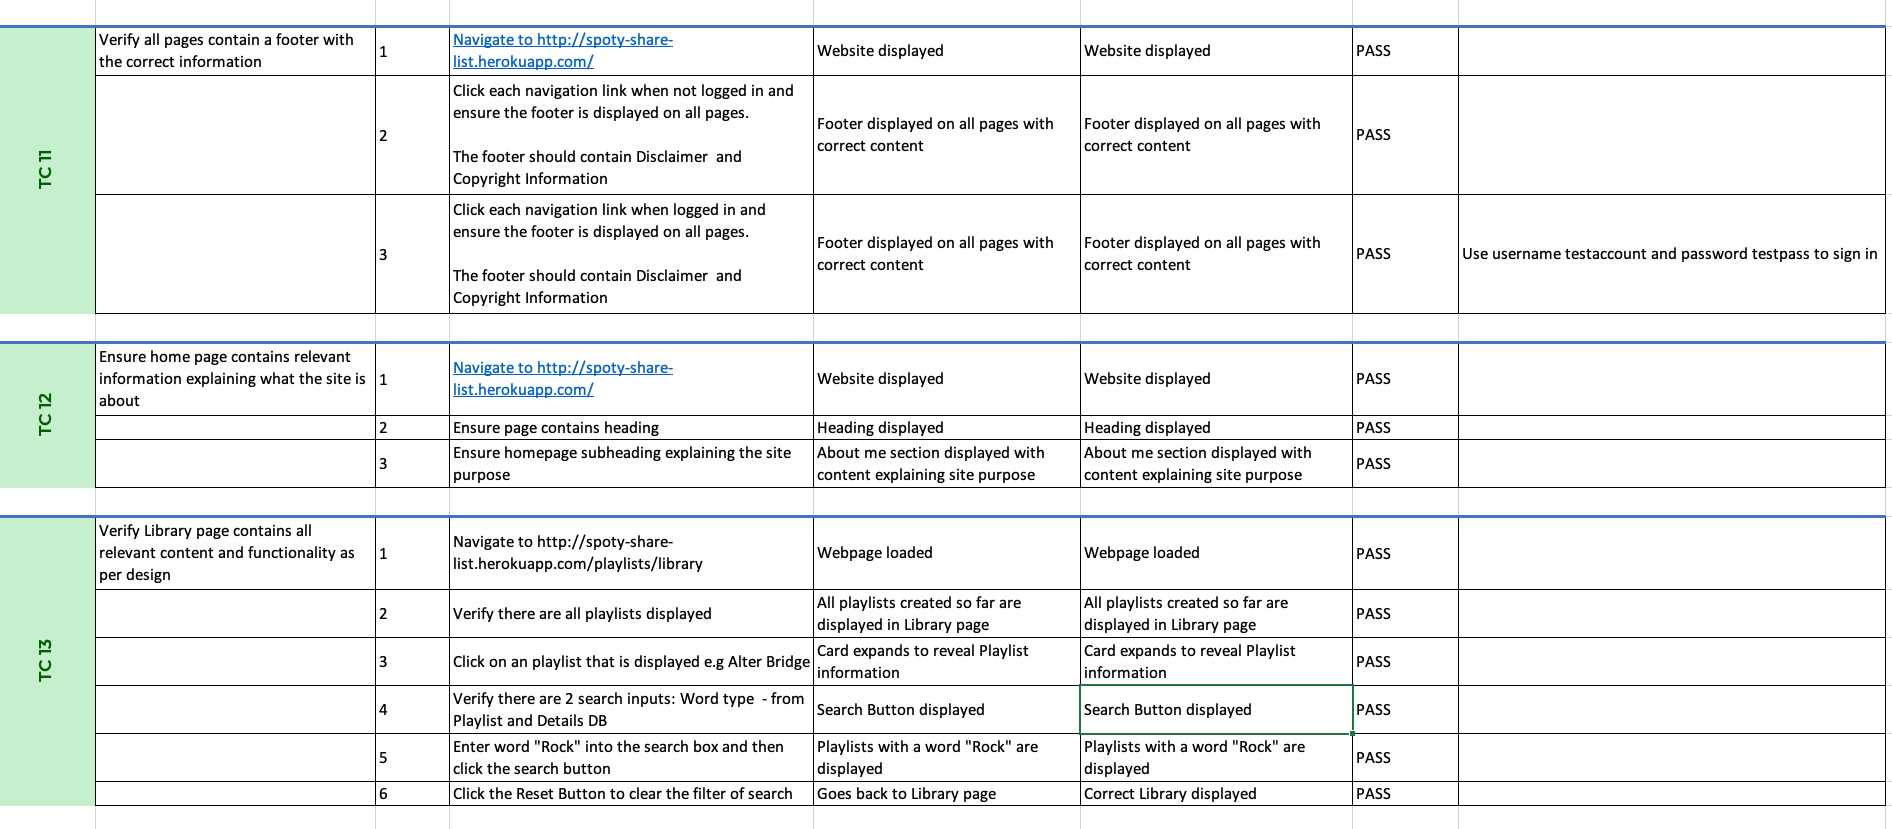 TC 11
Verify all pages contain a footer with
the correct information
1
Navigate to http://spoty-share-
list.herokuapp.com/
Website displayed
Website displayed
PASS
2
Click each navigation link when not logged in and
ensure the footer is displayed on all pages.
The footer should contain Disclaimer  and
Copyright Information
Footer displayed on all pages with
correct content
Footer displayed on all pages with
correct content
PASS
3
Click each navigation link when logged in and
ensure the footer is displayed on all pages.
The footer should contain Disclaimer  and
Copyright Information
Footer displayed on all pages with
correct content
Footer displayed on all pages with
correct content
PASS
Use username testaccount and password testpass to sign in
TC 12
Ensure home page contains relevant
information explaining what the site is
about
1
Navigate to http://spoty-share-
list.herokuapp.com/
Website displayed
Website displayed
PASS
2
Ensure page contains heading
Heading displayed
Heading displayed
PASS
3
Ensure homepage subheading explaining the site
purpose
About me section displayed with
content explaining site purpose
About me section displayed with
content explaining site purpose
PASS
TC 13
Verify Library page contains all
relevant content and functionality as
per design
1
Navigate to http://spoty-share-
list.herokuapp.com/playlists/library
Webpage loaded
Webpage loaded
PASS
2
Verify there are all playlists displayed
All playlists created so far are
displayed in Library page
All playlists created so far are
displayed in Library page
PASS
3
Click on an playlist that is displayed e.g Alter Bridge
Card expands to reveal Playlist
information
Card expands to reveal Playlist
information
PASS
4
Verify there are 2 search inputs: Word type  - from
Playlist and Details DB
Search Button displayed
Search Button displayed
PASS
5
Enter word "Rock" into the search box and then
click the search button
Playlists with a word "Rock" are
displayed
Playlists with a word "Rock" are
displayed
PASS
6
Click the Reset Button to clear the filter of search
Goes back to Library page
Correct Library displayed
PASS